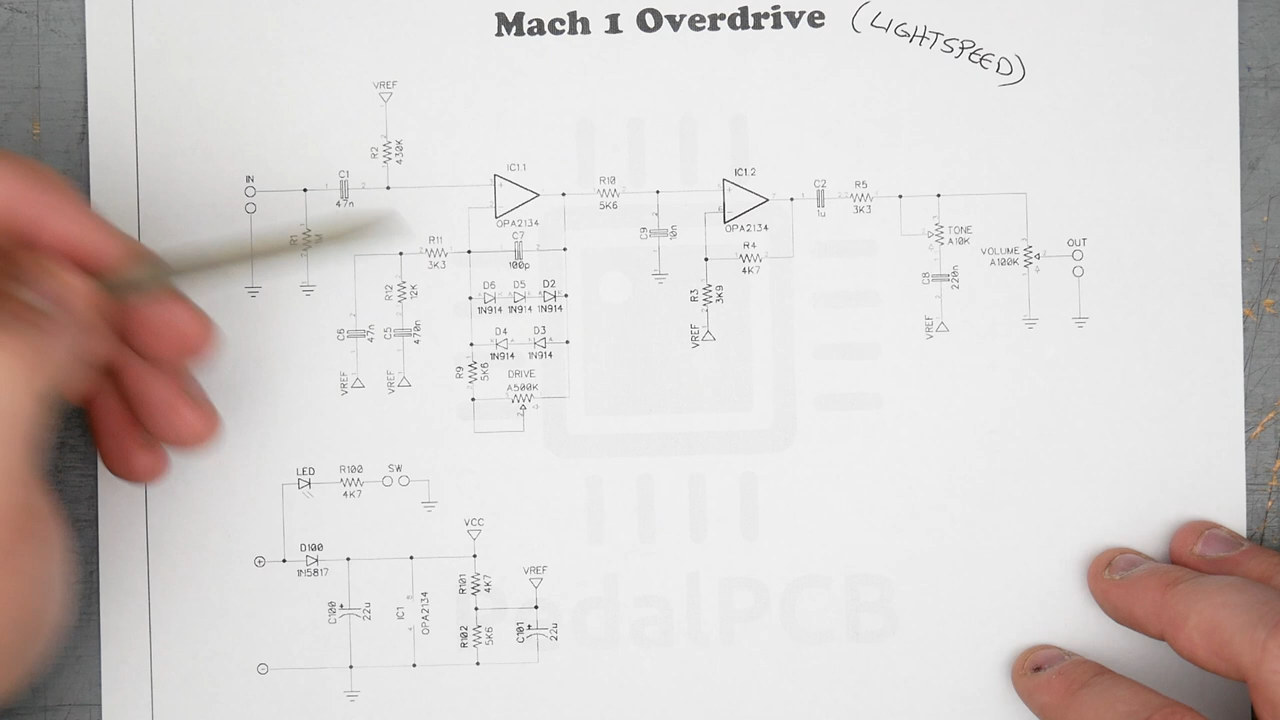 Mach 1 Overdrive (LIGHTSPEED)
VREF
R2 430K
IN
C1
47n
R1
IC1.1
OPA2134
R10
5K6
IC1.2
OPA2134
C2
1u
R5
3K3
R11
3K3
C7
100p
C9 10n
R4
4K7
TONE
A10K
VOLUME
A100K
OUT
R12 12K
D6 D5 D2
1N914 1N914 1N914
R3 3K9
C8 220n
C6 47n
C5 470n
D4 D3
1N914 1N914
VREF
VREF
VREF
VREF
R9 5K6
DRIVE
A500K
LED
R100
4K7
SW
VCC
D100
1N5817
VREF
R101 4K7
C100 22u
IC1 OPA2134
R102 5K6
C101 22u
PedalPCB